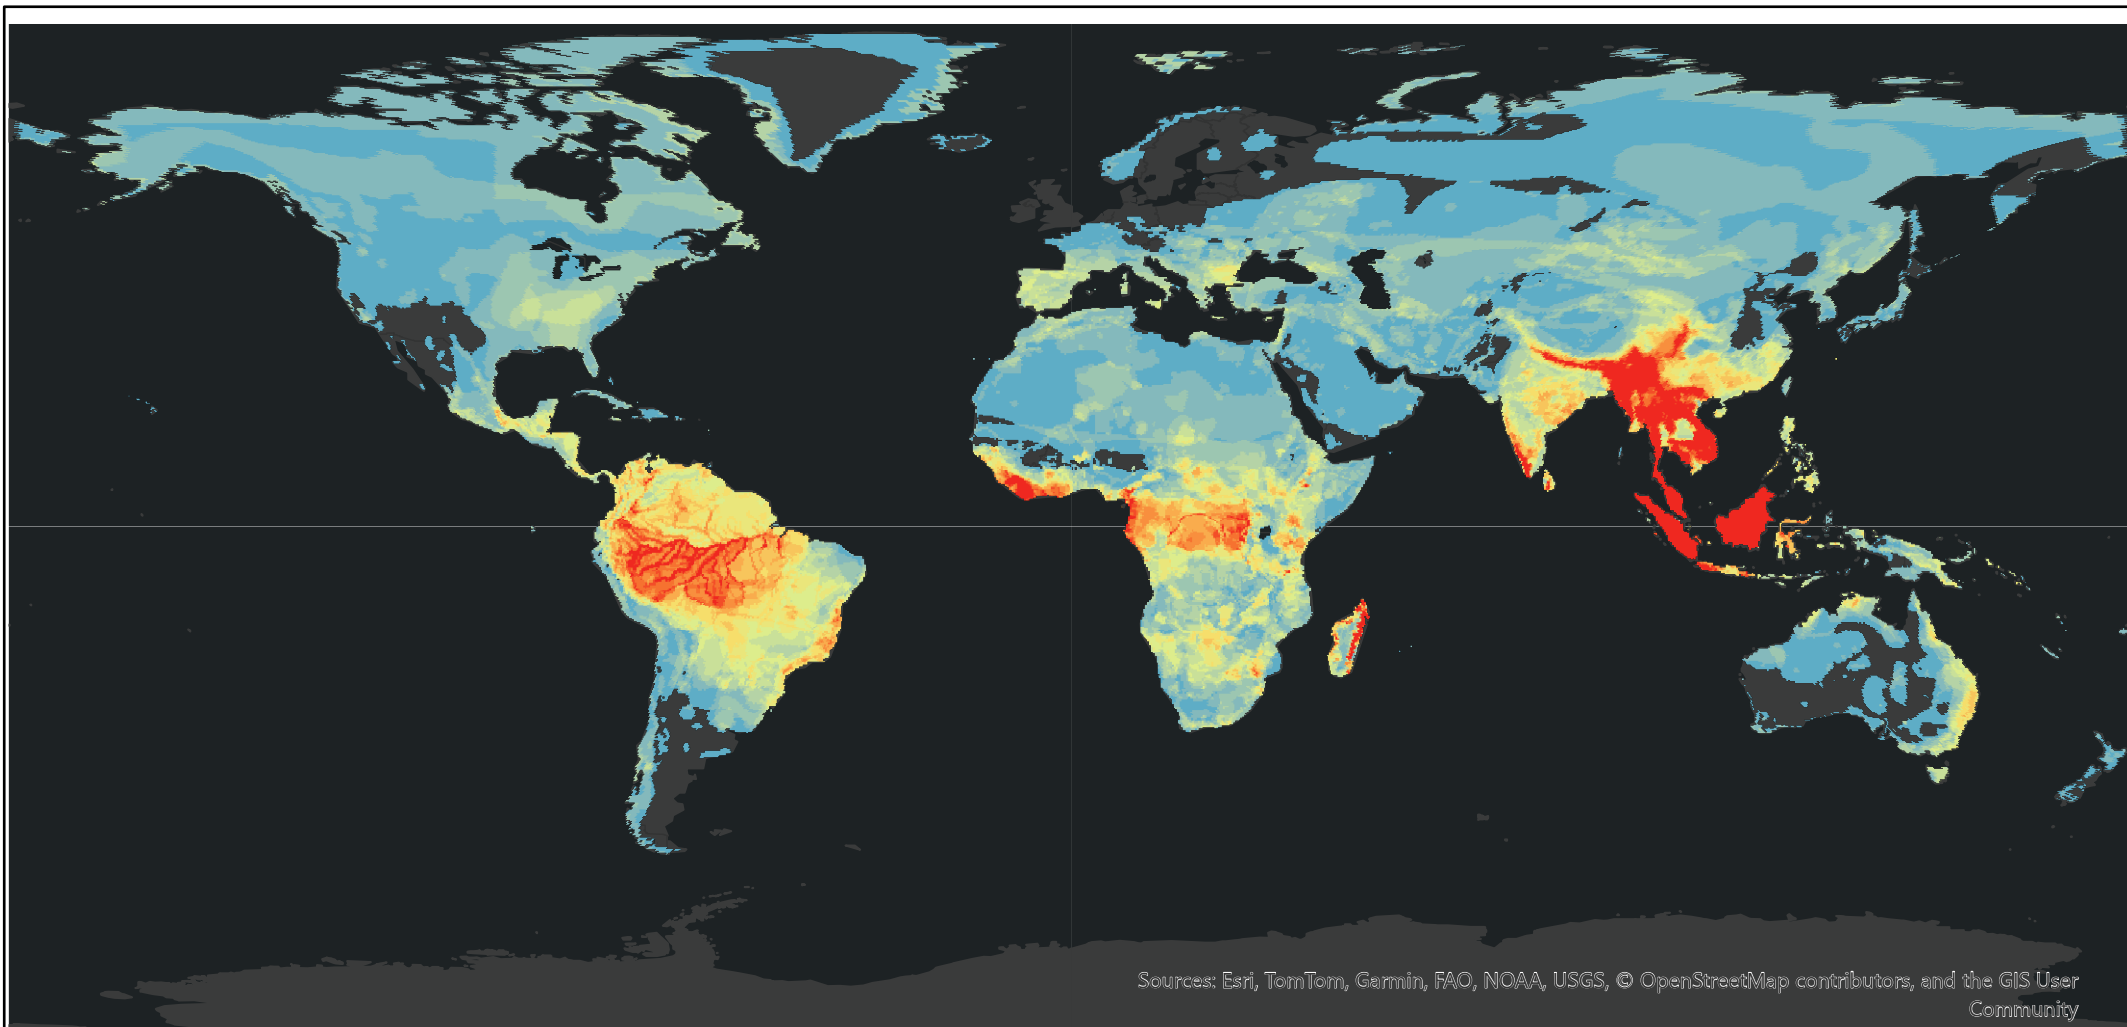 Sources: Esri, TomTom, Garmin, FAO, NOAA, USGS, © OpenStreetMap contributors, and the GIS User
Community